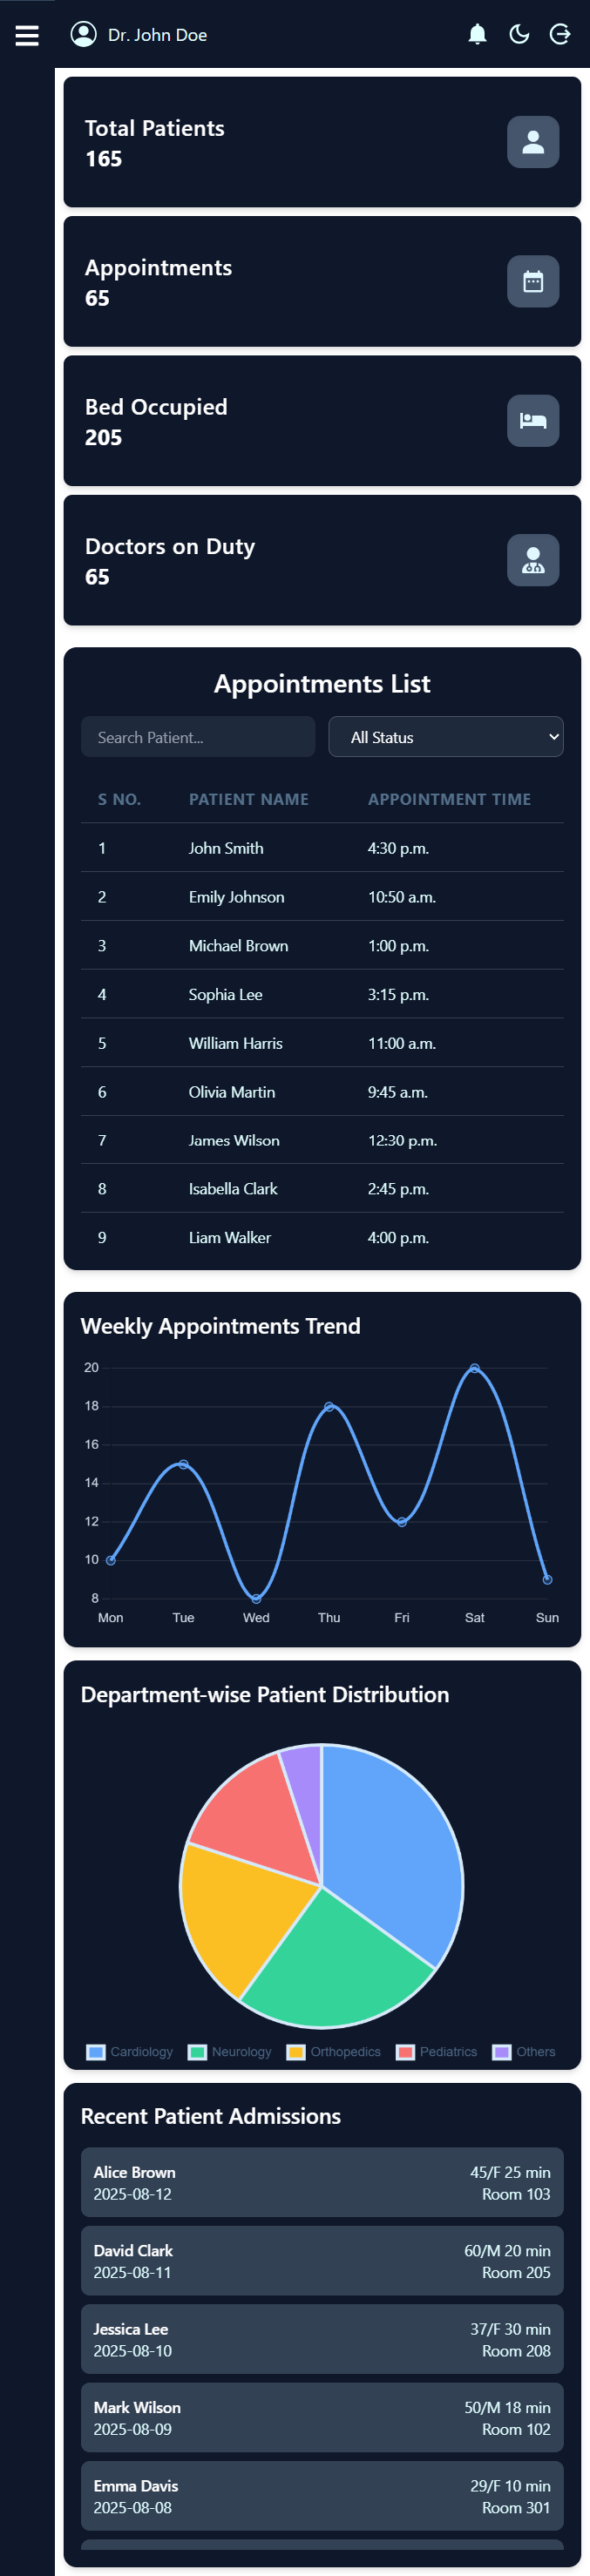 Dr. John Doe
Total Patients
165
Appointments
65
Bed Occupied
205
Doctors on Duty
65
Appointments List
Search Patient... All Status
S NO. PATIENT NAME APPOINTMENT TIME
1 John Smith 4:30 p.m.
2 Emily Johnson 10:50 a.m.
3 Michael Brown 1:00 p.m.
4 Sophia Lee 3:15 p.m.
5 William Harris 11:00 a.m.
6 Olivia Martin 9:45 a.m.
7 James Wilson 12:30 p.m.
8 Isabella Clark 2:45 p.m.
9 Liam Walker 4:00 p.m.
Weekly Appointments Trend
20
18
16
14
12
10
8
Mon Tue Wed Thu Fri Sat Sun
Department-wise Patient Distribution
Cardiology Neurology Orthopedics Pediatrics Others
Recent Patient Admissions
Alice Brown 45/F 25 min
2025-08-12 Room 103
David Clark 60/M 20 min
2025-08-11 Room 205
Jessica Lee 37/F 30 min
2025-08-10 Room 208
Mark Wilson 50/M 18 min
2025-08-09 Room 102
Emma Davis 29/F 10 min
2025-08-08 Room 301